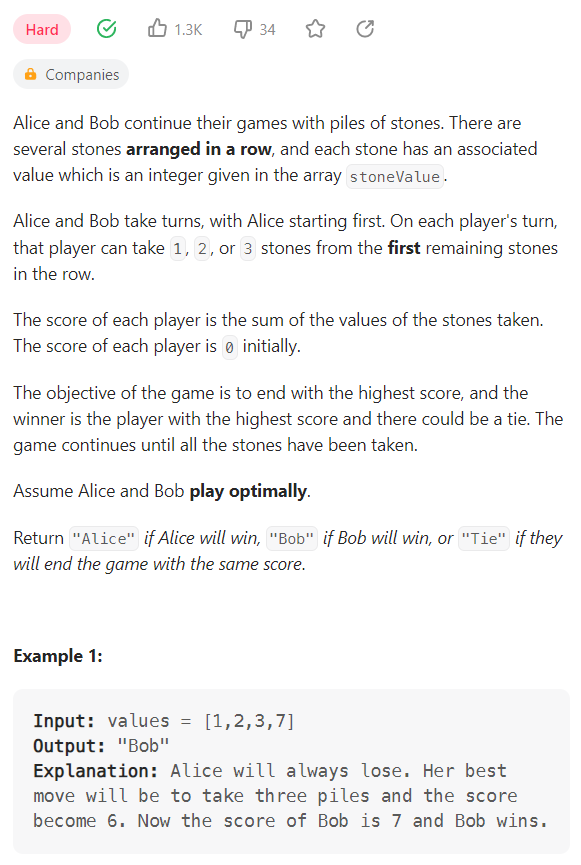 Hard 1.3K 34
Companies
Alice and Bob continue their games with piles of stones. There are
several stones arranged in a row, and each stone has an associated
value which is an integer given in the array stoneValue.
Alice and Bob take turns, with Alice starting first. On each player's turn,
that player can take 1, 2, or 3 stones from the first remaining stones
in the row.
The score of each player is the sum of the values of the stones taken.
The score of each player is 0 initially.
The objective of the game is to end with the highest score, and the
winner is the player with the highest score and there could be a tie. The
game continues until all the stones have been taken.
Assume Alice and Bob play optimally.
Return "Alice" if Alice will win, "Bob" if Bob will win, or "Tie" if they
will end the game with the same score.
Example 1:
Input: values = [1,2,3,7]
Output: "Bob"
Explanation: Alice will always lose. Her best
move will be to take three piles and the score
become 6. Now the score of Bob is 7 and Bob wins.